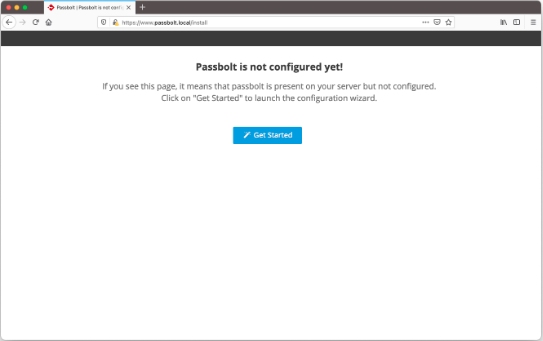 Passbolt | Passbolt is not confi
https://www.passbolt.local/install
Passbolt is not configured yet!
If you see this page, it means that passbolt is present on your server but not configured.
Click on "Get Started" to launch the configuration wizard.
Get Started